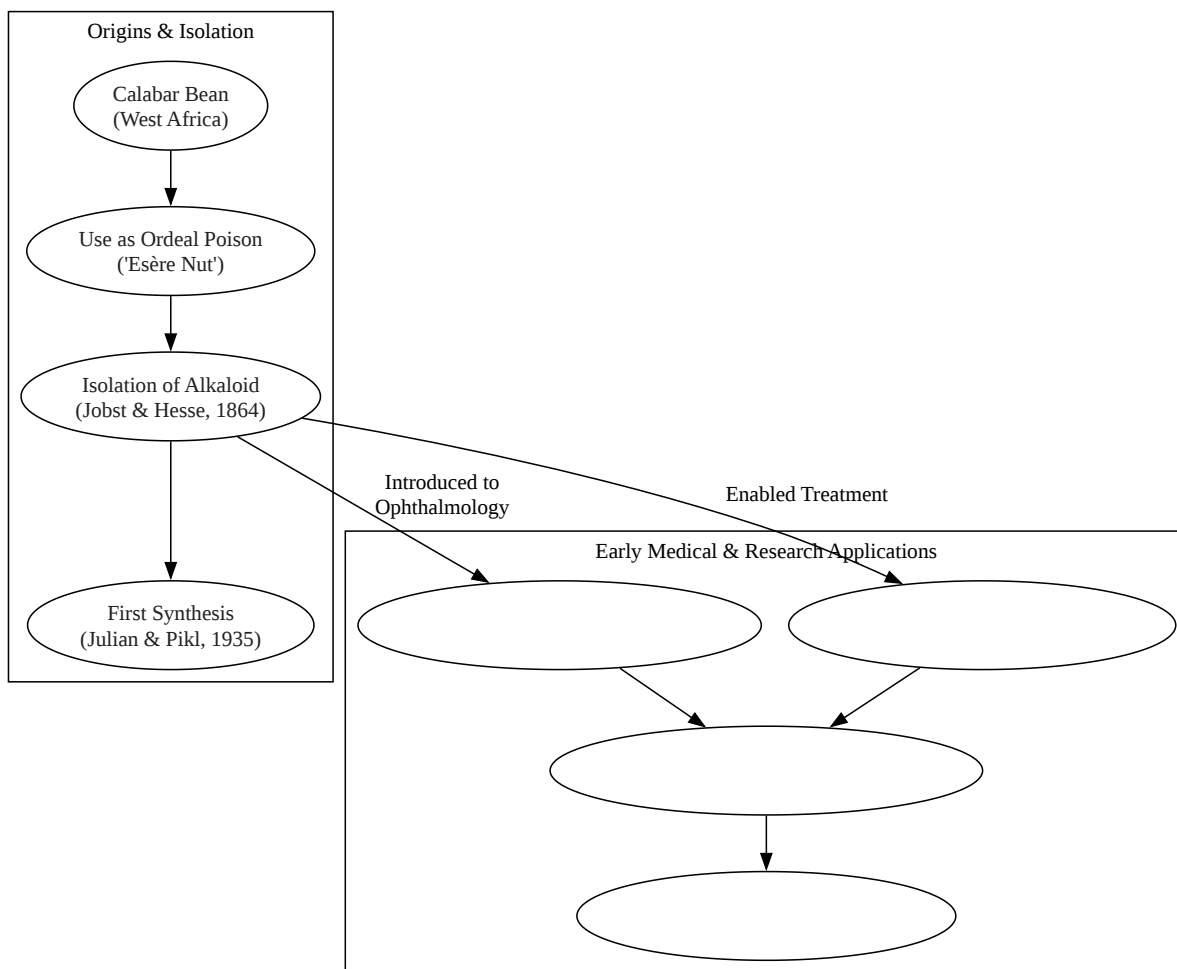 Origins & Isolation
Calabar Bean
(West Africa)
Use as Ordeal Poison
('Esère Nut')
Isolation of Alkaloid
(Jobst & Hesse, 1864)
Introduced to
Ophthalmology
Enabled Treatment
First Synthesis
(Julian & Pikl, 1935)
Early Medical & Research Applications